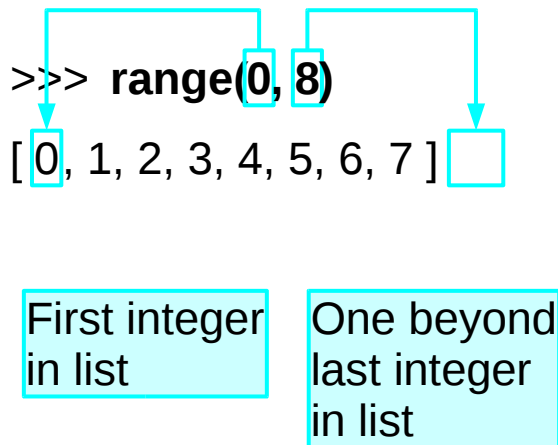 >>> range(0, 8)
[ 0, 1, 2, 3, 4, 5, 6, 7 ]
First integer
in list
One beyond
last integer
in list